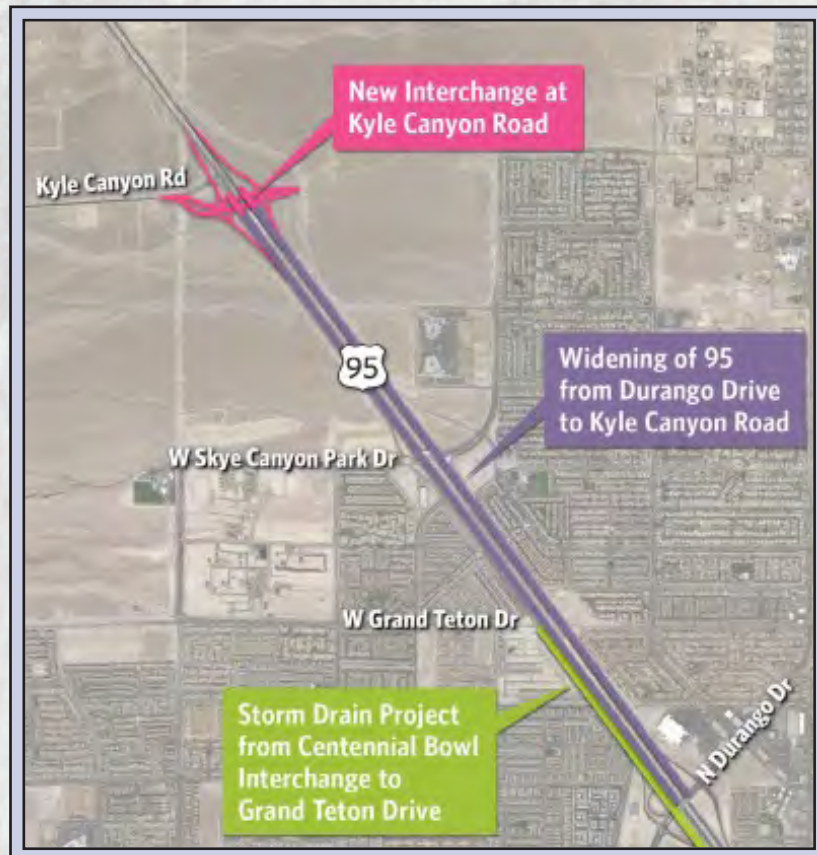 New Interchange at
Kyle Canyon Road
Kyle Canyon Rd
95
Widening of 95
from Durango Drive
to Kyle Canyon Road
W Skye Canyon Park Dr
W Grand Teton Dr
Storm Drain Project
from Centennial Bowl
Interchange to
Grand Teton Drive
N Durango Dr